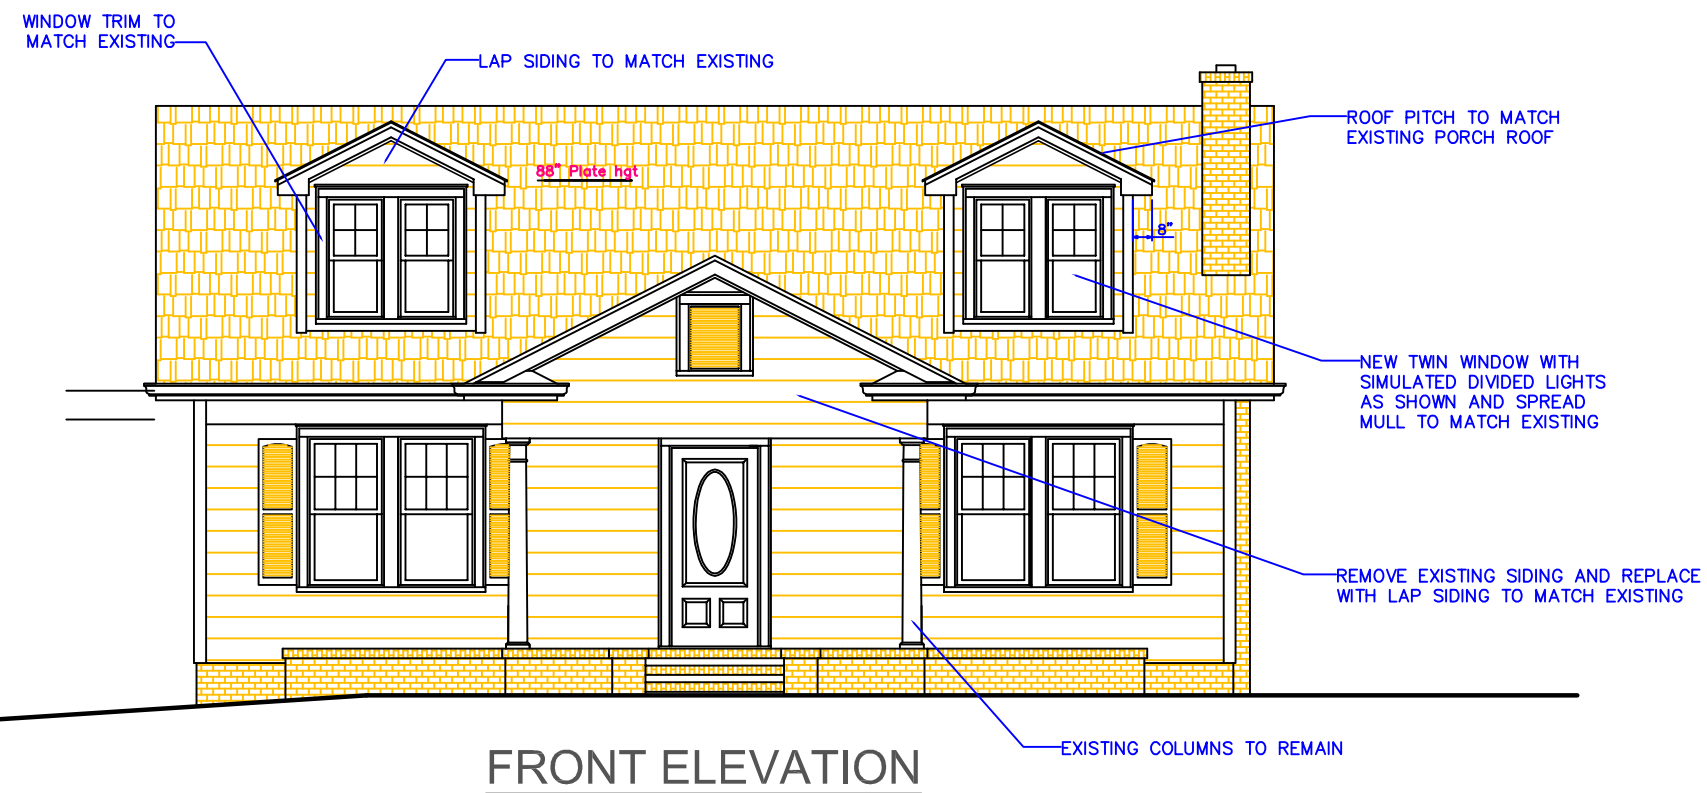 WINDOW TRIM TO
MATCH EXISTING
LAP SIDING TO MATCH EXISTING
ROOF PITCH TO MATCH
EXISTING PORCH ROOF
88" Plate hgt
8"
NEW TWIN WINDOW WITH
SIMULATED DIVIDED LIGHTS
AS SHOWN AND SPREAD
MULL TO MATCH EXISTING
REMOVE EXISTING SIDING AND REPLACE
WITH LAP SIDING TO MATCH EXISTING
EXISTING COLUMNS TO REMAIN
FRONT ELEVATION